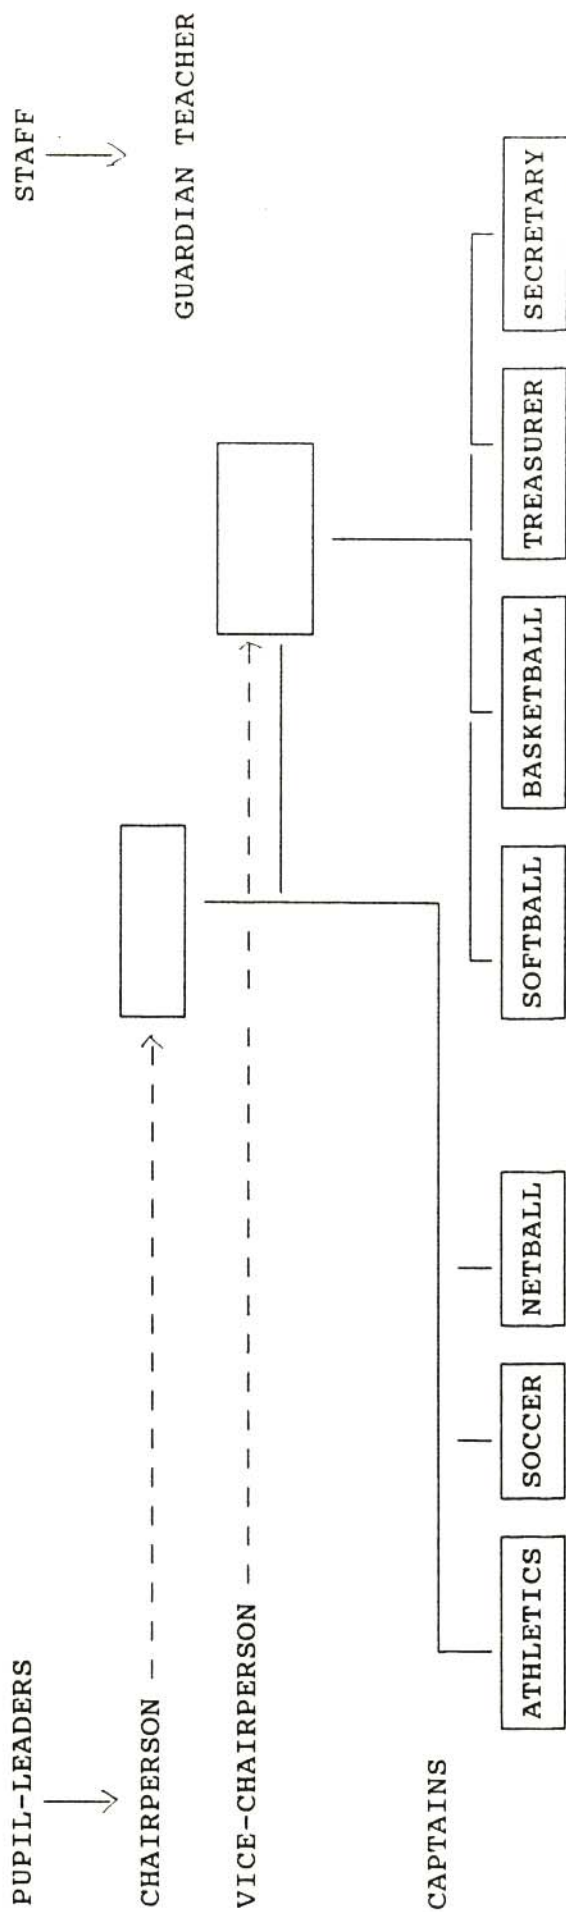 PUPIL-LEADERS
STAFF
CHAIRPERSON
GUARDIAN TEACHER
VICE-CHAIRPERSON
CAPTAINS
ATHLETICS
SOCCER
NETBALL
SOFTBALL
BASKETBALL
TREASURER
SECRETARY